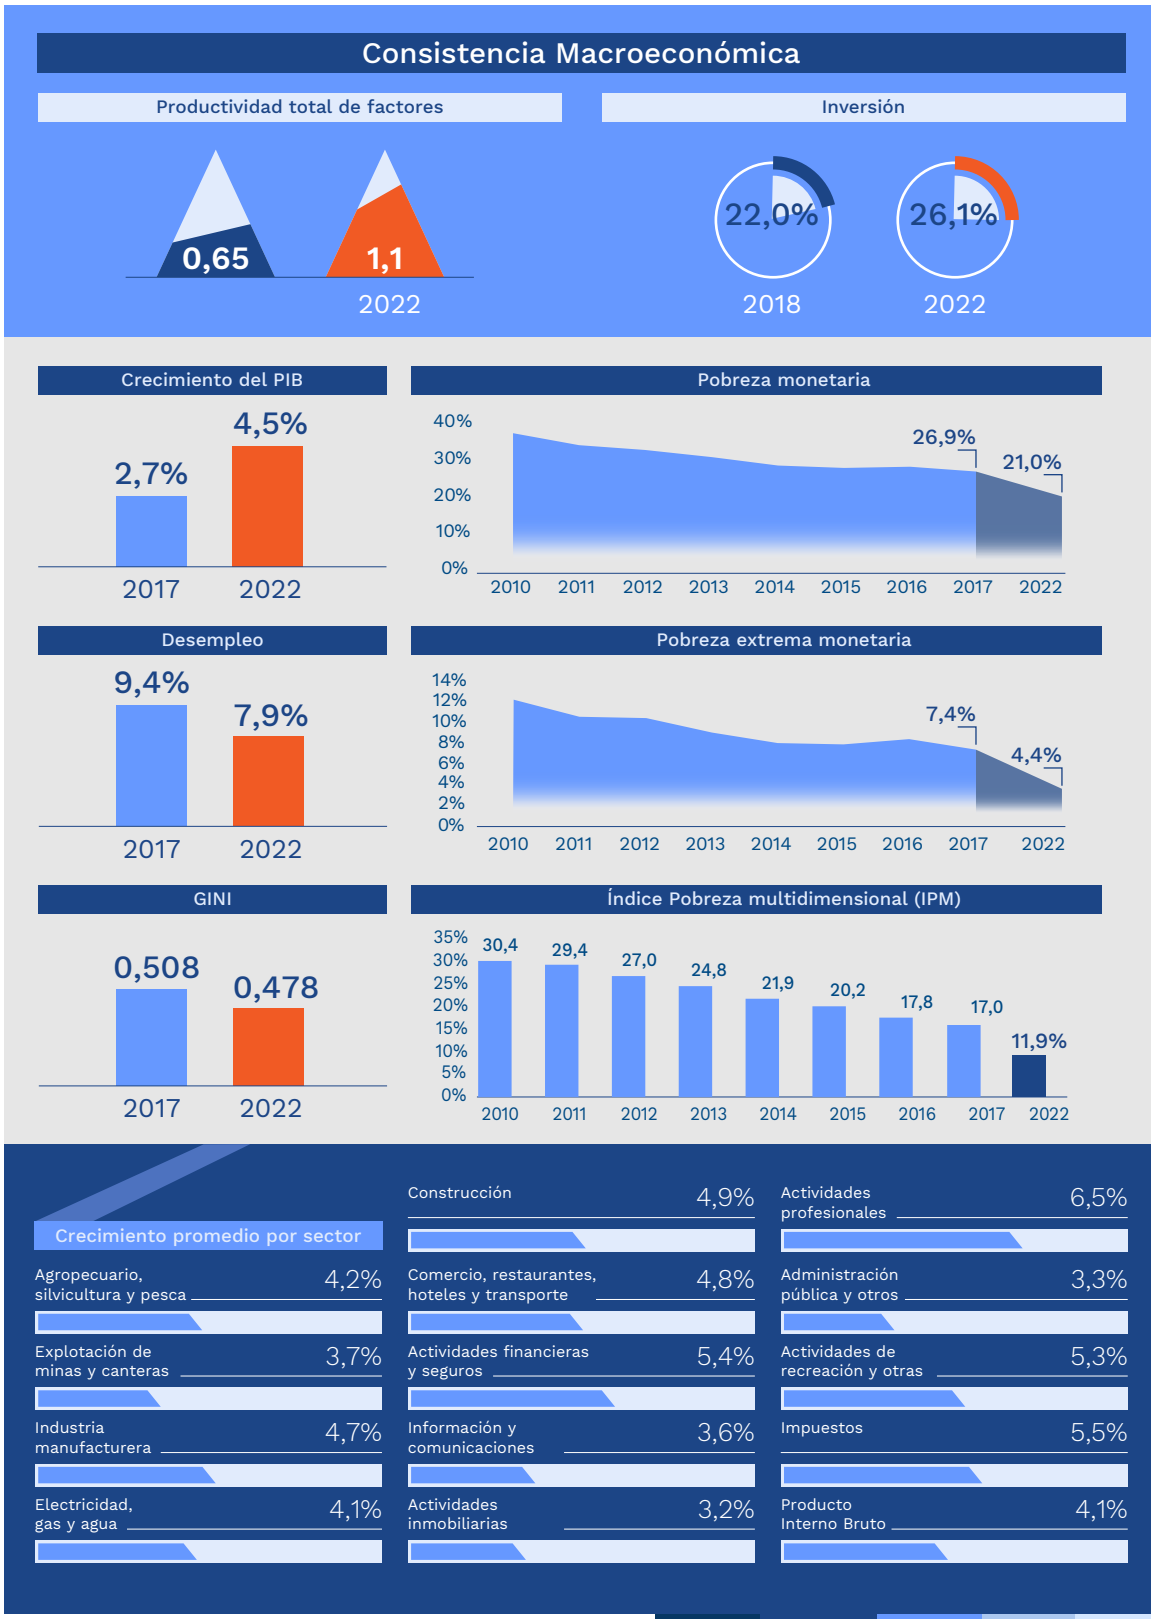 Consistencia Macroeconómica
Productividad total de factores
0,65
1,1
2022
Inversión
22,0%
26,1%
2018
2022
Crecimiento del PIB
2,7%
4,5%
2017
2022
Pobreza monetaria
40%
30%
20%
10%
0%
26,9%
21,0%
2010 2011 2012 2013 2014 2015 2016 2017 2022
Desempleo
9,4%
7,9%
2017
2022
Pobreza extrema monetaria
14%
12%
10%
8%
6%
4%
2%
0%
7,4%
4,4%
2010 2011 2012 2013 2014 2015 2016 2017 2022
GINI
0,508
0,478
2017
2022
Índice Pobreza multidimensional (IPM)
35%
30%
25%
20%
15%
10%
5%
0%
30,4
29,4
27,0
24,8
21,9
20,2
17,8
17,0
11,9%
2010 2011 2012 2013 2014 2015 2016 2017 2022
Crecimiento promedio por sector
Agropecuario,
silvicultura y pesca
4,2%
Explotación de
minas y canteras
3,7%
Industria
manufacturera
4,7%
Electricidad,
gas y agua
4,1%
Construcción
4,9%
Comercio, restaurantes,
hoteles y transporte
4,8%
Actividades financieras
y seguros
5,4%
Información y
comunicaciones
3,6%
Actividades
inmobiliarias
3,2%
Actividades
profesionales
6,5%
Administración
pública y otros
3,3%
Actividades de
recreación y otras
5,3%
Impuestos
5,5%
Producto
Interno Bruto
4,1%